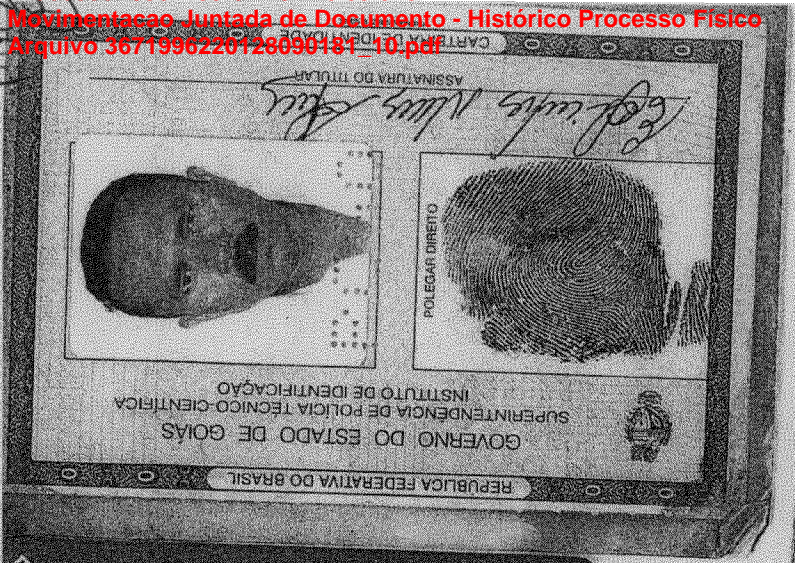 Movimentacao Juntada de Documento - Histórico Processo Físico
Arquivo 3671996220128090181_10.pdf
REPÚBLICA FEDERATIVA DO BRASIL
GOVERNO DO ESTADO DE GOIÁS
SUPERINTENDÊNCIA DE POLÍCIA TÉCNICO-CIENTÍFICA
INSTITUTO DE IDENTIFICAÇÃO
POLEGAR DIREITO
ASSINATURA DO TITULAR
CARTEIRA DE IDENTIDADE